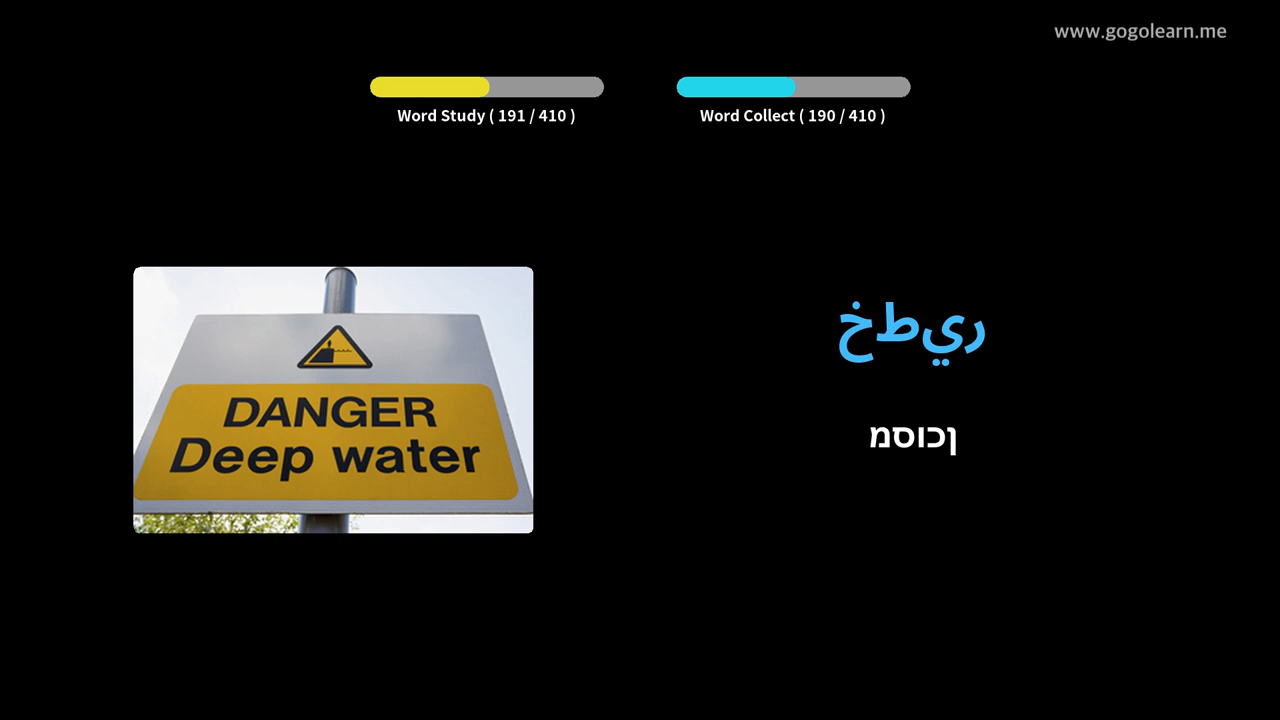 www.gogolearn.me
Word Study ( 191 / 410 )
Word Collect ( 190 / 410 )
DANGER
Deep water
ريطخ
ןכוסמ